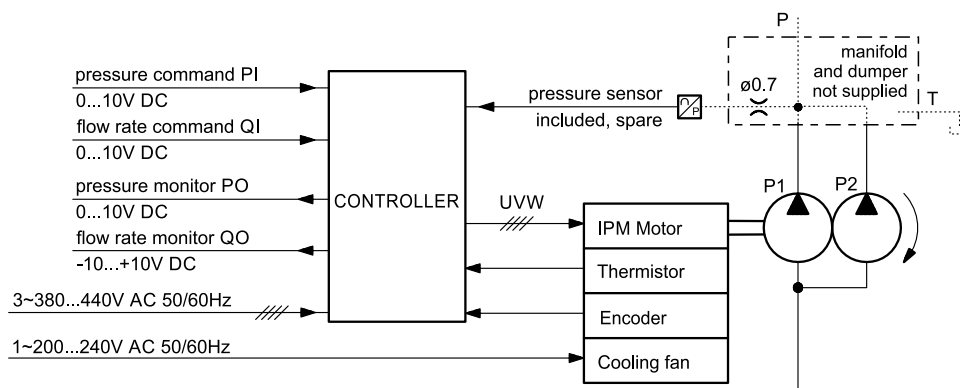 P
manifold
and dumper
not supplied
ø0.7
T
pressure command PI
0...10V DC
flow rate command QI
0...10V DC
pressure monitor PO
0...10V DC
flow rate monitor QO
-10...+10V DC
3~380...440V AC 50/60Hz
1~200...240V AC 50/60Hz
CONTROLLER
pressure sensor
included, spare
P
UVW
IPM Motor
Thermistor
Encoder
Cooling fan
P1
P2